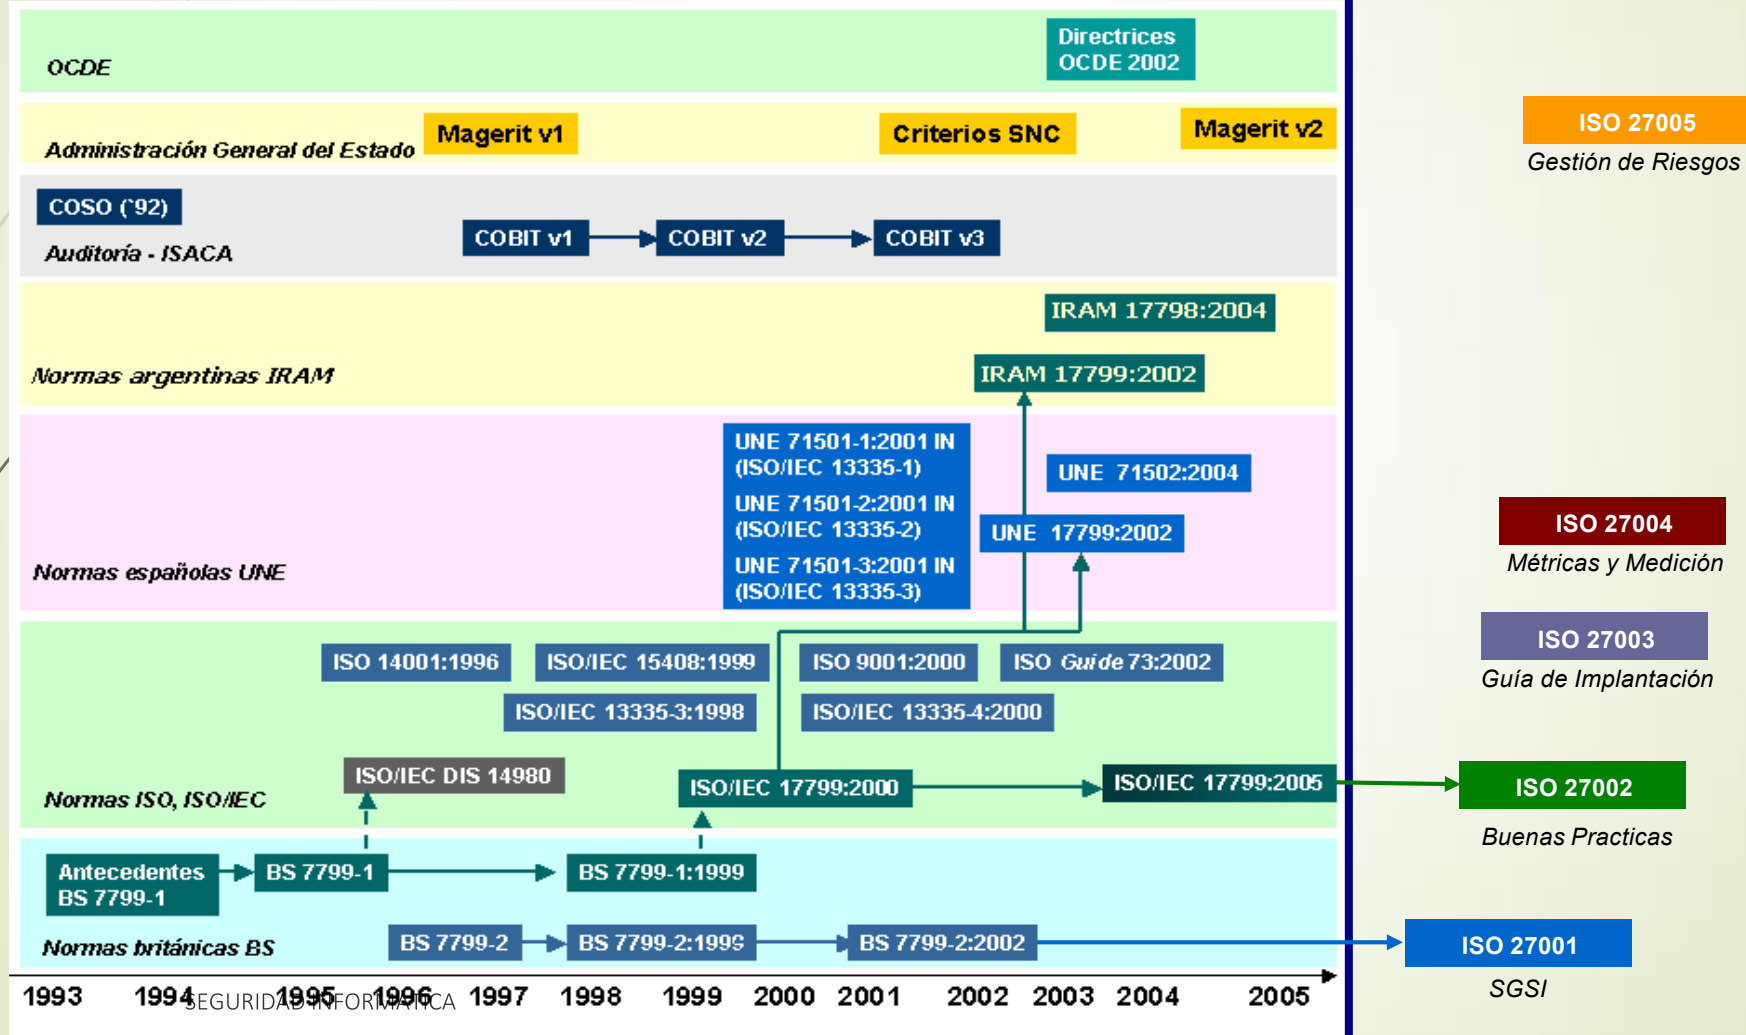 Directrices
OCDE 2002
OCDE
Magerit v1
Criterios SNC
Magerit v2
Administración General del Estado
ISO 27005
Gestión de Riesgos
COSO (`92)
COBIT v1
COBIT v2
COBIT v3
Auditoría - ISACA
IRAM 17798:2004
IRAM 17799:2002
Normas argentinas IRAM
UNE 71501-1:2001 IN
(ISO/IEC 13335-1)
UNE 71501-2:2001 IN
(ISO/IEC 13335-2)
UNE 71501-3:2001 IN
(ISO/IEC 13335-3)
UNE 71502:2004
UNE 17799:2002
Normas españolas UNE
ISO 27004
Métricas y Medición
ISO 27003
Guía de Implantación
ISO 14001:1996
ISO/IEC 15408:1999
ISO 9001:2000
ISO Guide 73:2002
ISO/IEC 13335-3:1998
ISO/IEC 13335-4:2000
ISO/IEC DIS 14980
ISO/IEC 17799:2000
ISO/IEC 17799:2005
Normas ISO, ISO/IEC
ISO 27002
Buenas Practicas
Antecedentes
BS 7799-1
BS 7799-1
BS 7799-1:1999
BS 7799-2
BS 7799-2:1999
BS 7799-2:2002
Normas británicas BS
ISO 27001
SGSI
1993 1994 1995 1996 1997 1998 1999 2000 2001 2002 2003 2004 2005
SEGURIDAD INFORMATICA